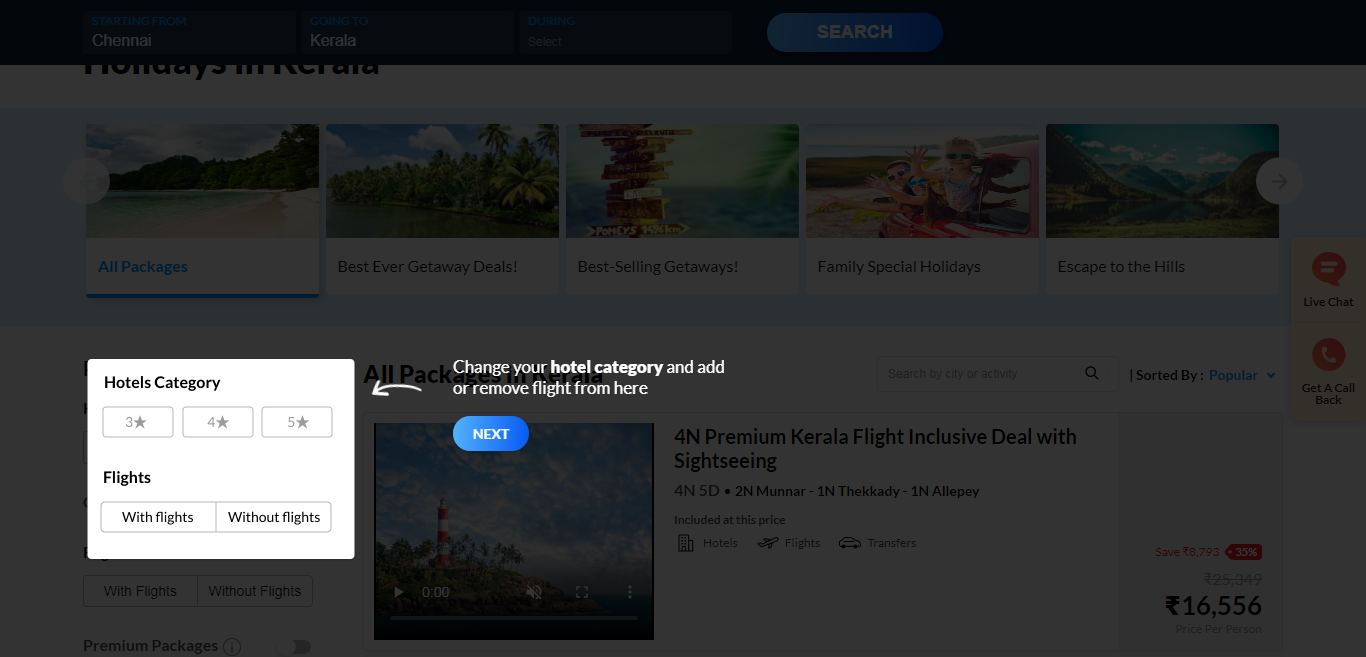 STARTING FROM
Chennai
GOING TO
Kerala
DURING
Select
SEARCH
Holidays in Kerala
POMEYS 1496km>
All Packages
Best Ever Getaway Deals!
Best-Selling Getaways!
Family Special Holidays
Escape to the Hills
Live Chat
Get A Call
Back
Hotels Category
3★
4★
5★
Flights
With flights
Without flights
Change your hotel category and add
or remove flight from here
NEXT
All Packages in Kerala
Search by city or activity
| Sorted By : Popular
4N Premium Kerala Flight Inclusive Deal with
Sightseeing
4N 5D • 2N Munnar - 1N Thekkady - 1N Allepey
Included at this price
Hotels
Flights
Transfers
0:00
Save ₹8,793
35%
₹25,349
₹16,556
Price Per Person
With Flights
Without Flights
Premium Packages